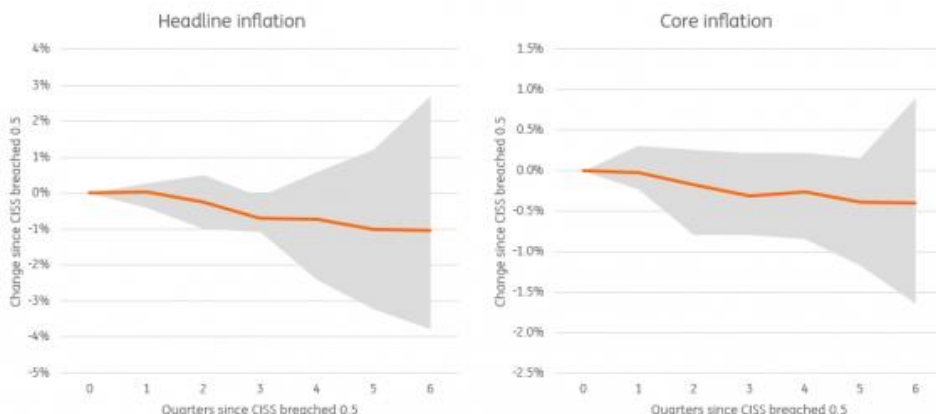 Headline inflation
4%
3%
2%
1%
0%
-1%
-2%
-3%
-4%
-5%
Change since CISS breached 0.5
0 1 2 3 4 5 6
Quarters since CISS breached 0.5
Core inflation
1.5%
1.0%
0.5%
0.0%
-0.5%
-1.0%
-1.5%
-2.0%
-2.5%
Change since CISS breached 0.5
0 1 2 3 4 5 6
Quarters since CISS breached 0.5